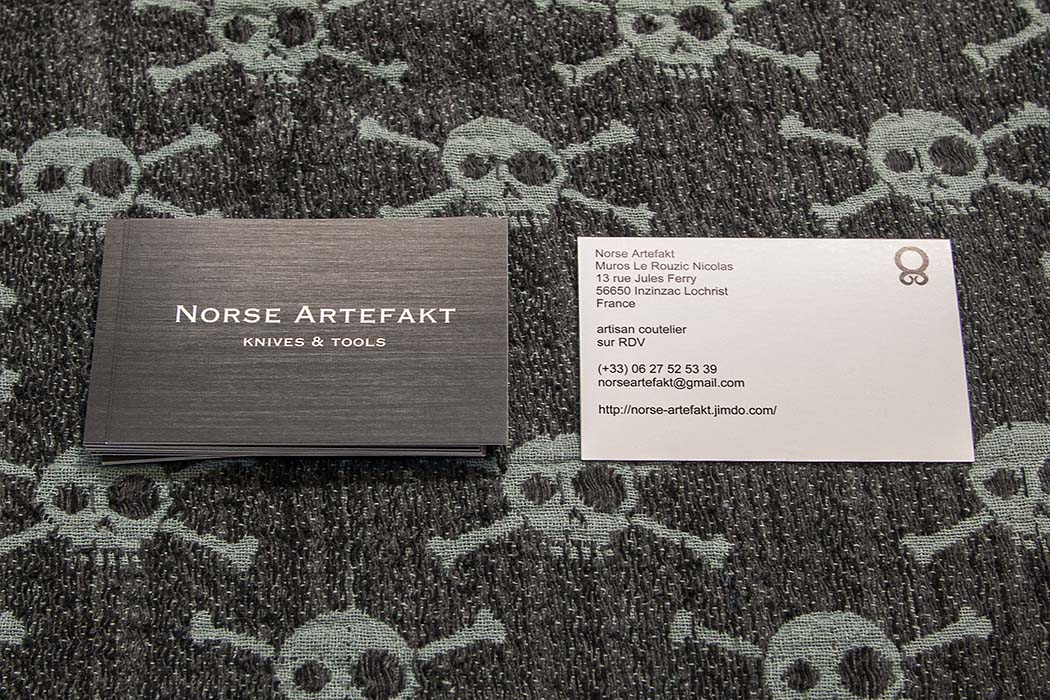 NORSE ARTEFAKT
KNIVES & TOOLS
Norse Artefakt
Muros Le Rouzic Nicolas
13 rue Jules Ferry
56650 Inzinzac Lochrist
France
artisan coutelier
sur RDV
(+33) 06 27 52 53 39
norseartefakt@gmail.com
http://norse-artefakt.jimdo.com/